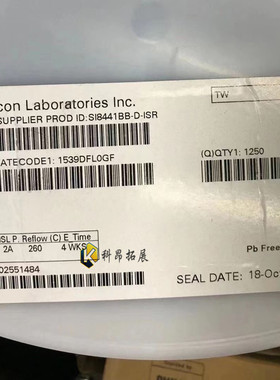 con Laboratories Inc.
TW
SUPPLIER PROD ID:SI8441BB-D-ISR
ATECODE1: 1539DFL0GF
(Q)QTY1: 1250
SL P. Reflow (C) E_Time
2A 260 4 WKS
科昂拓展
Pb Free
02551484
SEAL DATE: 18-Oc